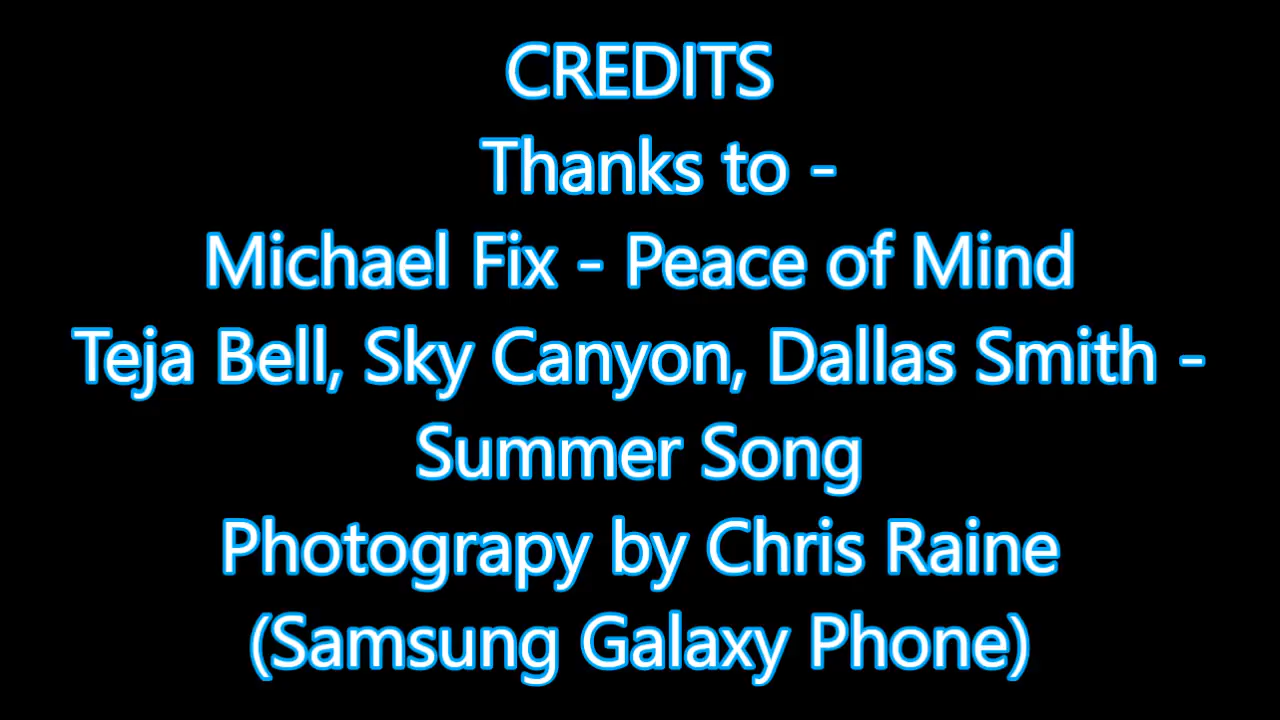 CREDITS
Thanks to -
Michael Fix - Peace of Mind
Teja Bell, Sky Canyon, Dallas Smith -
Summer Song
Photograpy by Chris Raine
(Samsung Galaxy Phone)